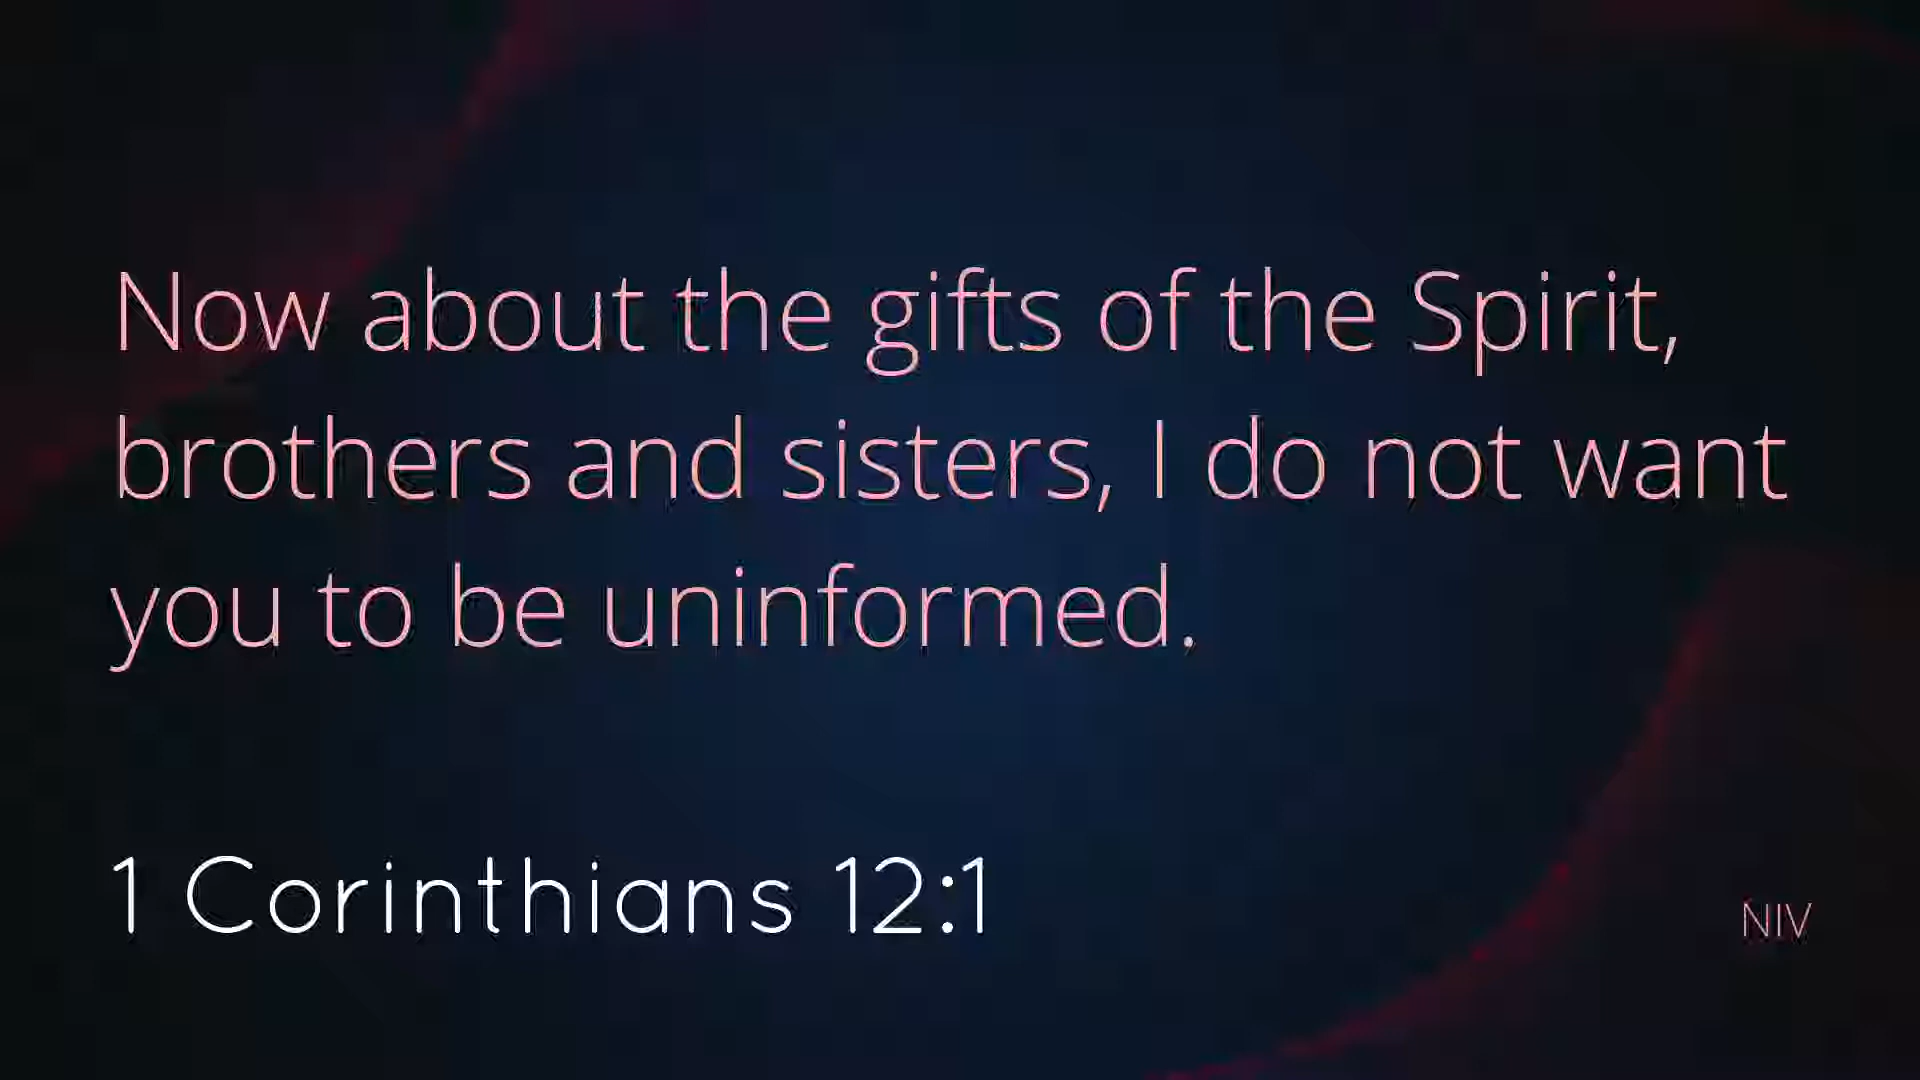 Now about the gifts of the Spirit,
brothers and sisters, I do not want
you to be uninformed.
1 Corinthians 12:1
NIV